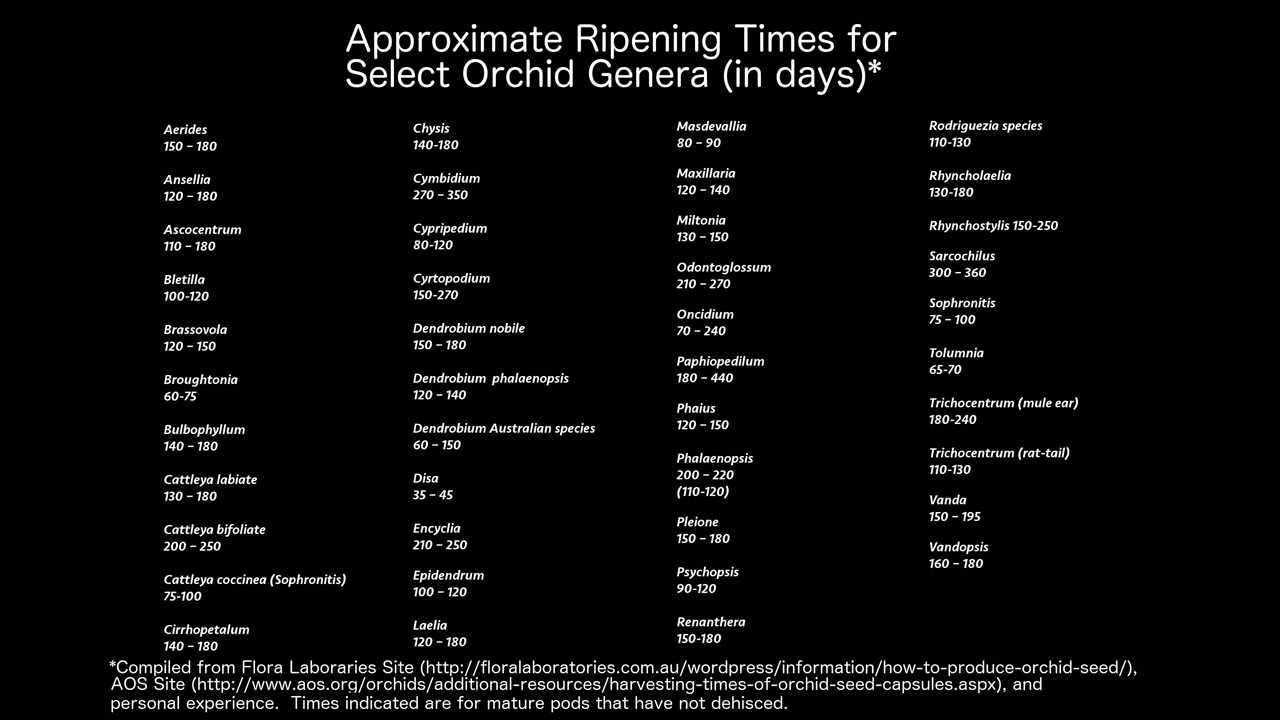 Approximate Ripening Times for
Select Orchid Genera (in days)*
Aerides
150 – 180
Ansellia
120 – 180
Ascocentrum
110 – 180
Bletilla
100-120
Brassovola
120 – 150
Broughtonia
60-75
Bulbophyllum
140 – 180
Cattleya labiate
130 – 180
Cattleya bifoliate
200 – 250
Cattleya coccinea (Sophronitis)
75-100
Cirrhopetalum
140 – 180
Chysis
140-180
Cymbidium
270 – 350
Cypripedium
80-120
Cyrtopodium
150-270
Dendrobium nobile
150 – 180
Dendrobium  phalaenopsis
120 – 140
Dendrobium Australian species
60 – 150
Disa
35 – 45
Encyclia
210 – 250
Epidendrum
100 – 120
Laelia
120 – 180
Masdevallia
80 – 90
Maxillaria
120 – 140
Miltonia
130 – 150
Odontoglossum
210 – 270
Oncidium
70 – 240
Paphiopedilum
180 – 440
Phaius
120 – 150
Phalaenopsis
200 – 220
(110-120)
Pleione
150 – 180
Psychopsis
90-120
Renanthera
150-180
Rodriguezia species
110-130
Rhyncholaelia
130-180
Rhynchostylis 150-250
Sarcochilus
300 – 360
Sophronitis
75 – 100
Tolumnia
65-70
Trichocentrum (mule ear)
180-240
Trichocentrum (rat-tail)
110-130
Vanda
150 – 195
Vandopsis
160 – 180
*Compiled from Flora Laboraries Site (http://floralaboratories.com.au/wordpress/information/how-to-produce-orchid-seed/),
AOS Site (http://www.aos.org/orchids/additional-resources/harvesting-times-of-orchid-seed-capsules.aspx), and
personal experience.  Times indicated are for mature pods that have not dehisced.